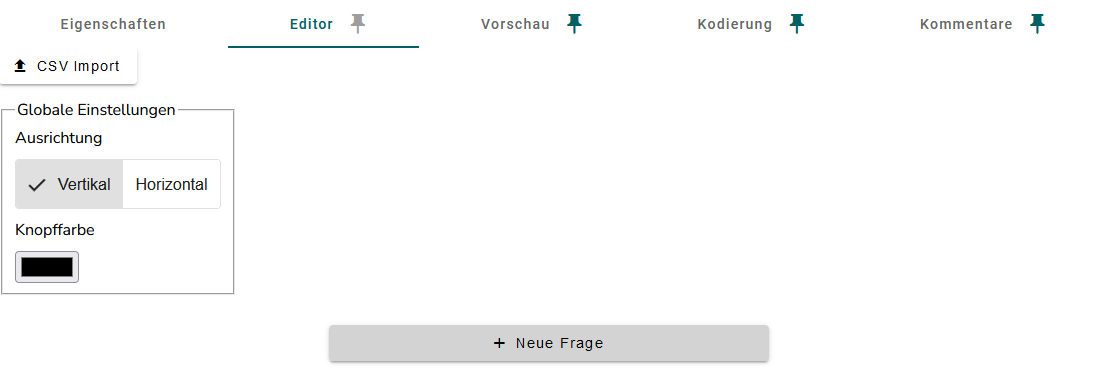 Eigenschaften Editor Vorschau Kodierung Kommentare
CSV Import
Globale Einstellungen
Ausrichtung
Vertikal Horizontal
Knopffarbe
+ Neue Frage